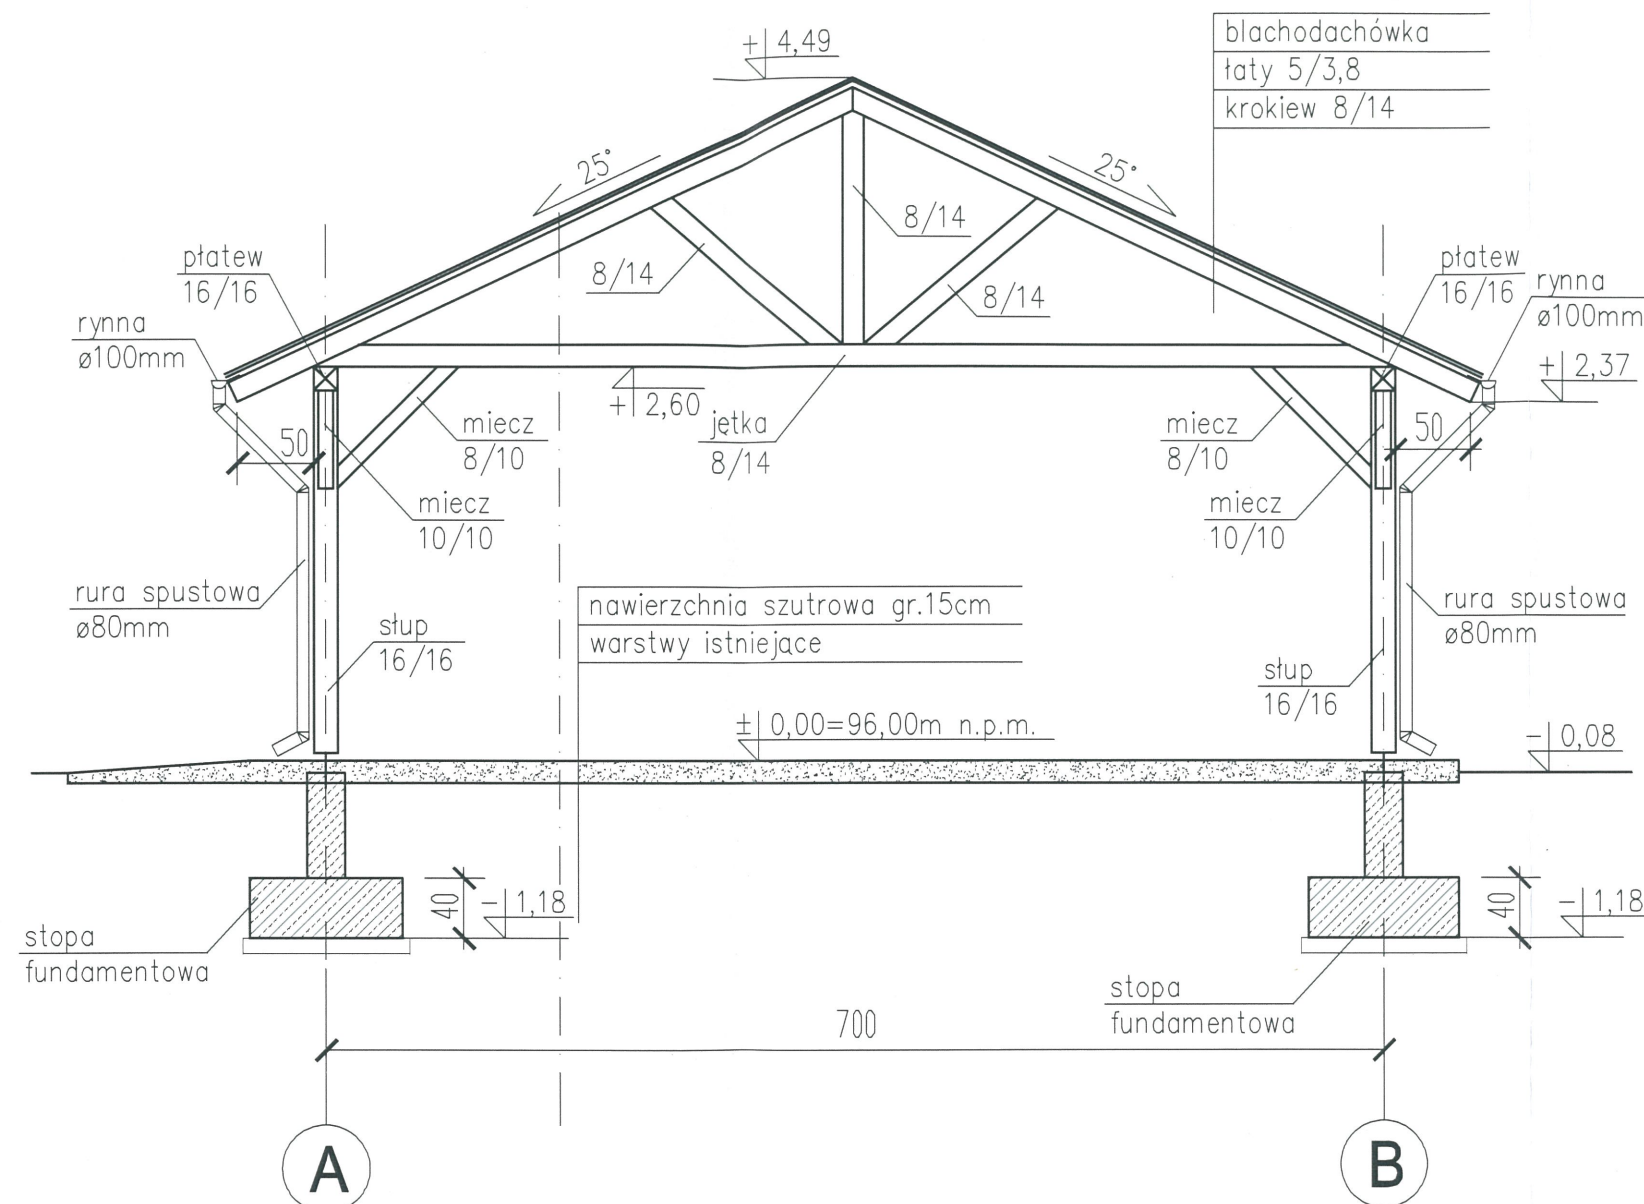 + 4,49
blachodachówka
łaty 5/3,8
krokiew 8/14
25°
25°
8/14
8/14
8/14
płatew
16/16
płatew
16/16
rynna
ø100mm
rynna
ø100mm
+ 2,37
+ 2,60
jętka
8/14
miecz
8/10
miecz
8/10
50
50
miecz
10/10
miecz
10/10
rura spustowa
ø80mm
rura spustowa
ø80mm
nawierzchnia szutrowa gr.15cm
warstwy istniejące
słup
16/16
słup
16/16
± 0,00=96,00m n.p.m.
- 0,08
40
- 1,18
40
- 1,18
stopa
fundamentowa
stopa
fundamentowa
700
A
B